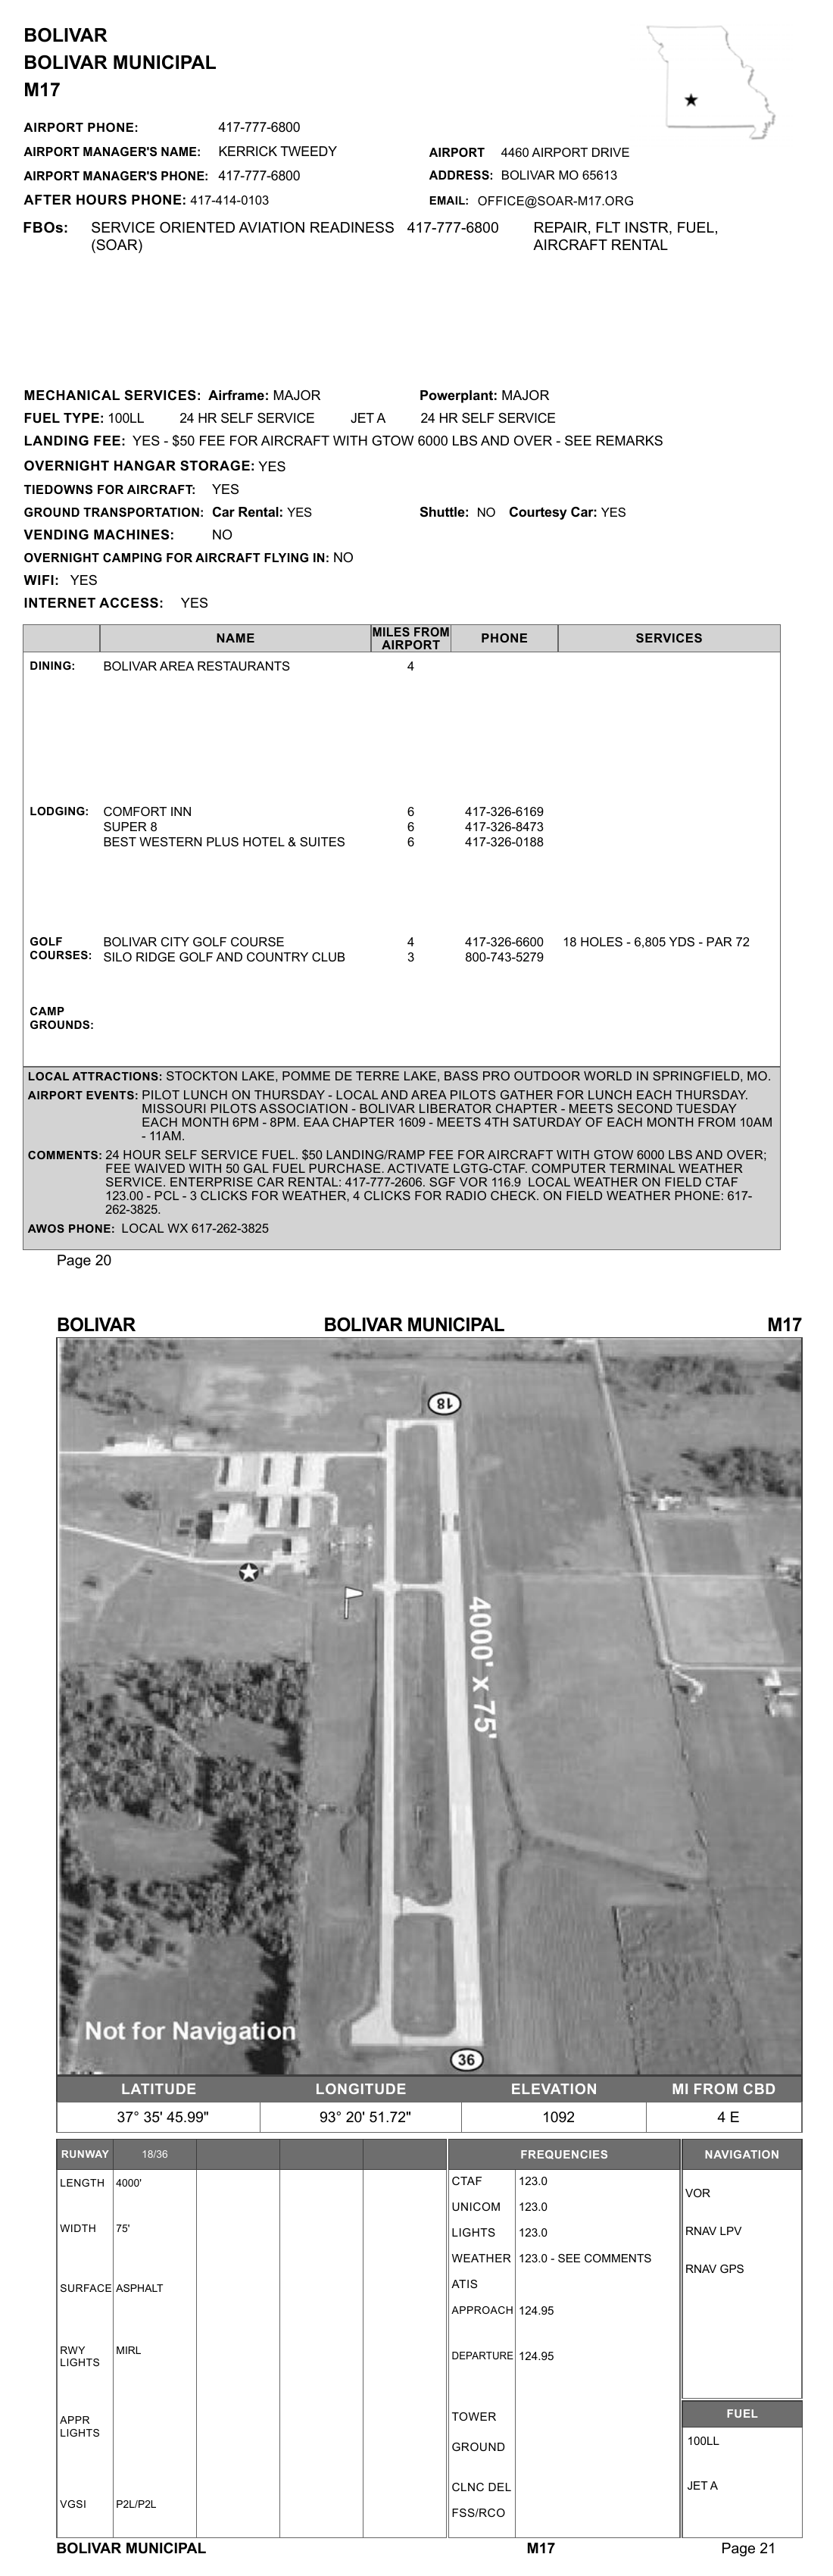 BOLIVAR
BOLIVAR MUNICIPAL
M17
AIRPORT PHONE: 417-777-6800
AIRPORT MANAGER'S NAME: KERRICK TWEEDY
AIRPORT 4460 AIRPORT DRIVE
AIRPORT MANAGER'S PHONE: 417-777-6800
ADDRESS: BOLIVAR MO 65613
AFTER HOURS PHONE: 417-414-0103
EMAIL: OFFICE@SOAR-M17.ORG
FBOs: SERVICE ORIENTED AVIATION READINESS 417-777-6800 REPAIR, FLT INSTR, FUEL,
(SOAR) AIRCRAFT RENTAL
MECHANICAL SERVICES: Airframe: MAJOR Powerplant: MAJOR
FUEL TYPE: 100LL 24 HR SELF SERVICE JET A 24 HR SELF SERVICE
LANDING FEE: YES - $50 FEE FOR AIRCRAFT WITH GTOW 6000 LBS AND OVER - SEE REMARKS
OVERNIGHT HANGAR STORAGE: YES
TIEDOWNS FOR AIRCRAFT: YES
GROUND TRANSPORTATION: Car Rental: YES Shuttle: NO Courtesy Car: YES
VENDING MACHINES: NO
OVERNIGHT CAMPING FOR AIRCRAFT FLYING IN: NO
WIFI: YES
INTERNET ACCESS: YES
NAME MILES FROM AIRPORT PHONE SERVICES
DINING: BOLIVAR AREA RESTAURANTS 4
LODGING: COMFORT INN 6 417-326-6169
SUPER 8 6 417-326-8473
BEST WESTERN PLUS HOTEL & SUITES 6 417-326-0188
GOLF COURSES: BOLIVAR CITY GOLF COURSE 4 417-326-6600 18 HOLES - 6,805 YDS - PAR 72
SILO RIDGE GOLF AND COUNTRY CLUB 3 800-743-5279
CAMP
GROUNDS:
LOCAL ATTRACTIONS: STOCKTON LAKE, POMME DE TERRE LAKE, BASS PRO OUTDOOR WORLD IN SPRINGFIELD, MO.
AIRPORT EVENTS: PILOT LUNCH ON THURSDAY - LOCAL AND AREA PILOTS GATHER FOR LUNCH EACH THURSDAY.
MISSOURI PILOTS ASSOCIATION - BOLIVAR LIBERATOR CHAPTER - MEETS SECOND TUESDAY
EACH MONTH 6PM - 8PM. EAA CHAPTER 1609 - MEETS 4TH SATURDAY OF EACH MONTH FROM 10AM
- 11AM.
COMMENTS: 24 HOUR SELF SERVICE FUEL. $50 LANDING/RAMP FEE FOR AIRCRAFT WITH GTOW 6000 LBS AND OVER;
FEE WAIVED WITH 50 GAL FUEL PURCHASE. ACTIVATE LGTG-CTAF. COMPUTER TERMINAL WEATHER
SERVICE. ENTERPRISE CAR RENTAL: 417-777-2606. SGF VOR 116.9 LOCAL WEATHER ON FIELD CTAF
123.00 - PCL - 3 CLICKS FOR WEATHER, 4 CLICKS FOR RADIO CHECK. ON FIELD WEATHER PHONE: 617-
262-3825.
AWOS PHONE: LOCAL WX 617-262-3825
Page 20
BOLIVAR BOLIVAR MUNICIPAL M17
18
4000' x 75'
Not for Navigation
36
LATITUDE LONGITUDE ELEVATION MI FROM CBD
37° 35' 45.99" 93° 20' 51.72" 1092 4 E
RUNWAY 18/36
LENGTH 4000'
WIDTH 75'
SURFACE ASPHALT
RWY LIGHTS MIRL
APPR
LIGHTS
VGSI P2L/P2L
FREQUENCIES
CTAF 123.0
UNICOM 123.0
LIGHTS 123.0
WEATHER 123.0 - SEE COMMENTS
ATIS
APPROACH 124.95
DEPARTURE 124.95
TOWER
GROUND
CLNC DEL
FSS/RCO
NAVIGATION
VOR
RNAV LPV
RNAV GPS
FUEL
100LL
JET A
BOLIVAR MUNICIPAL M17 Page 21